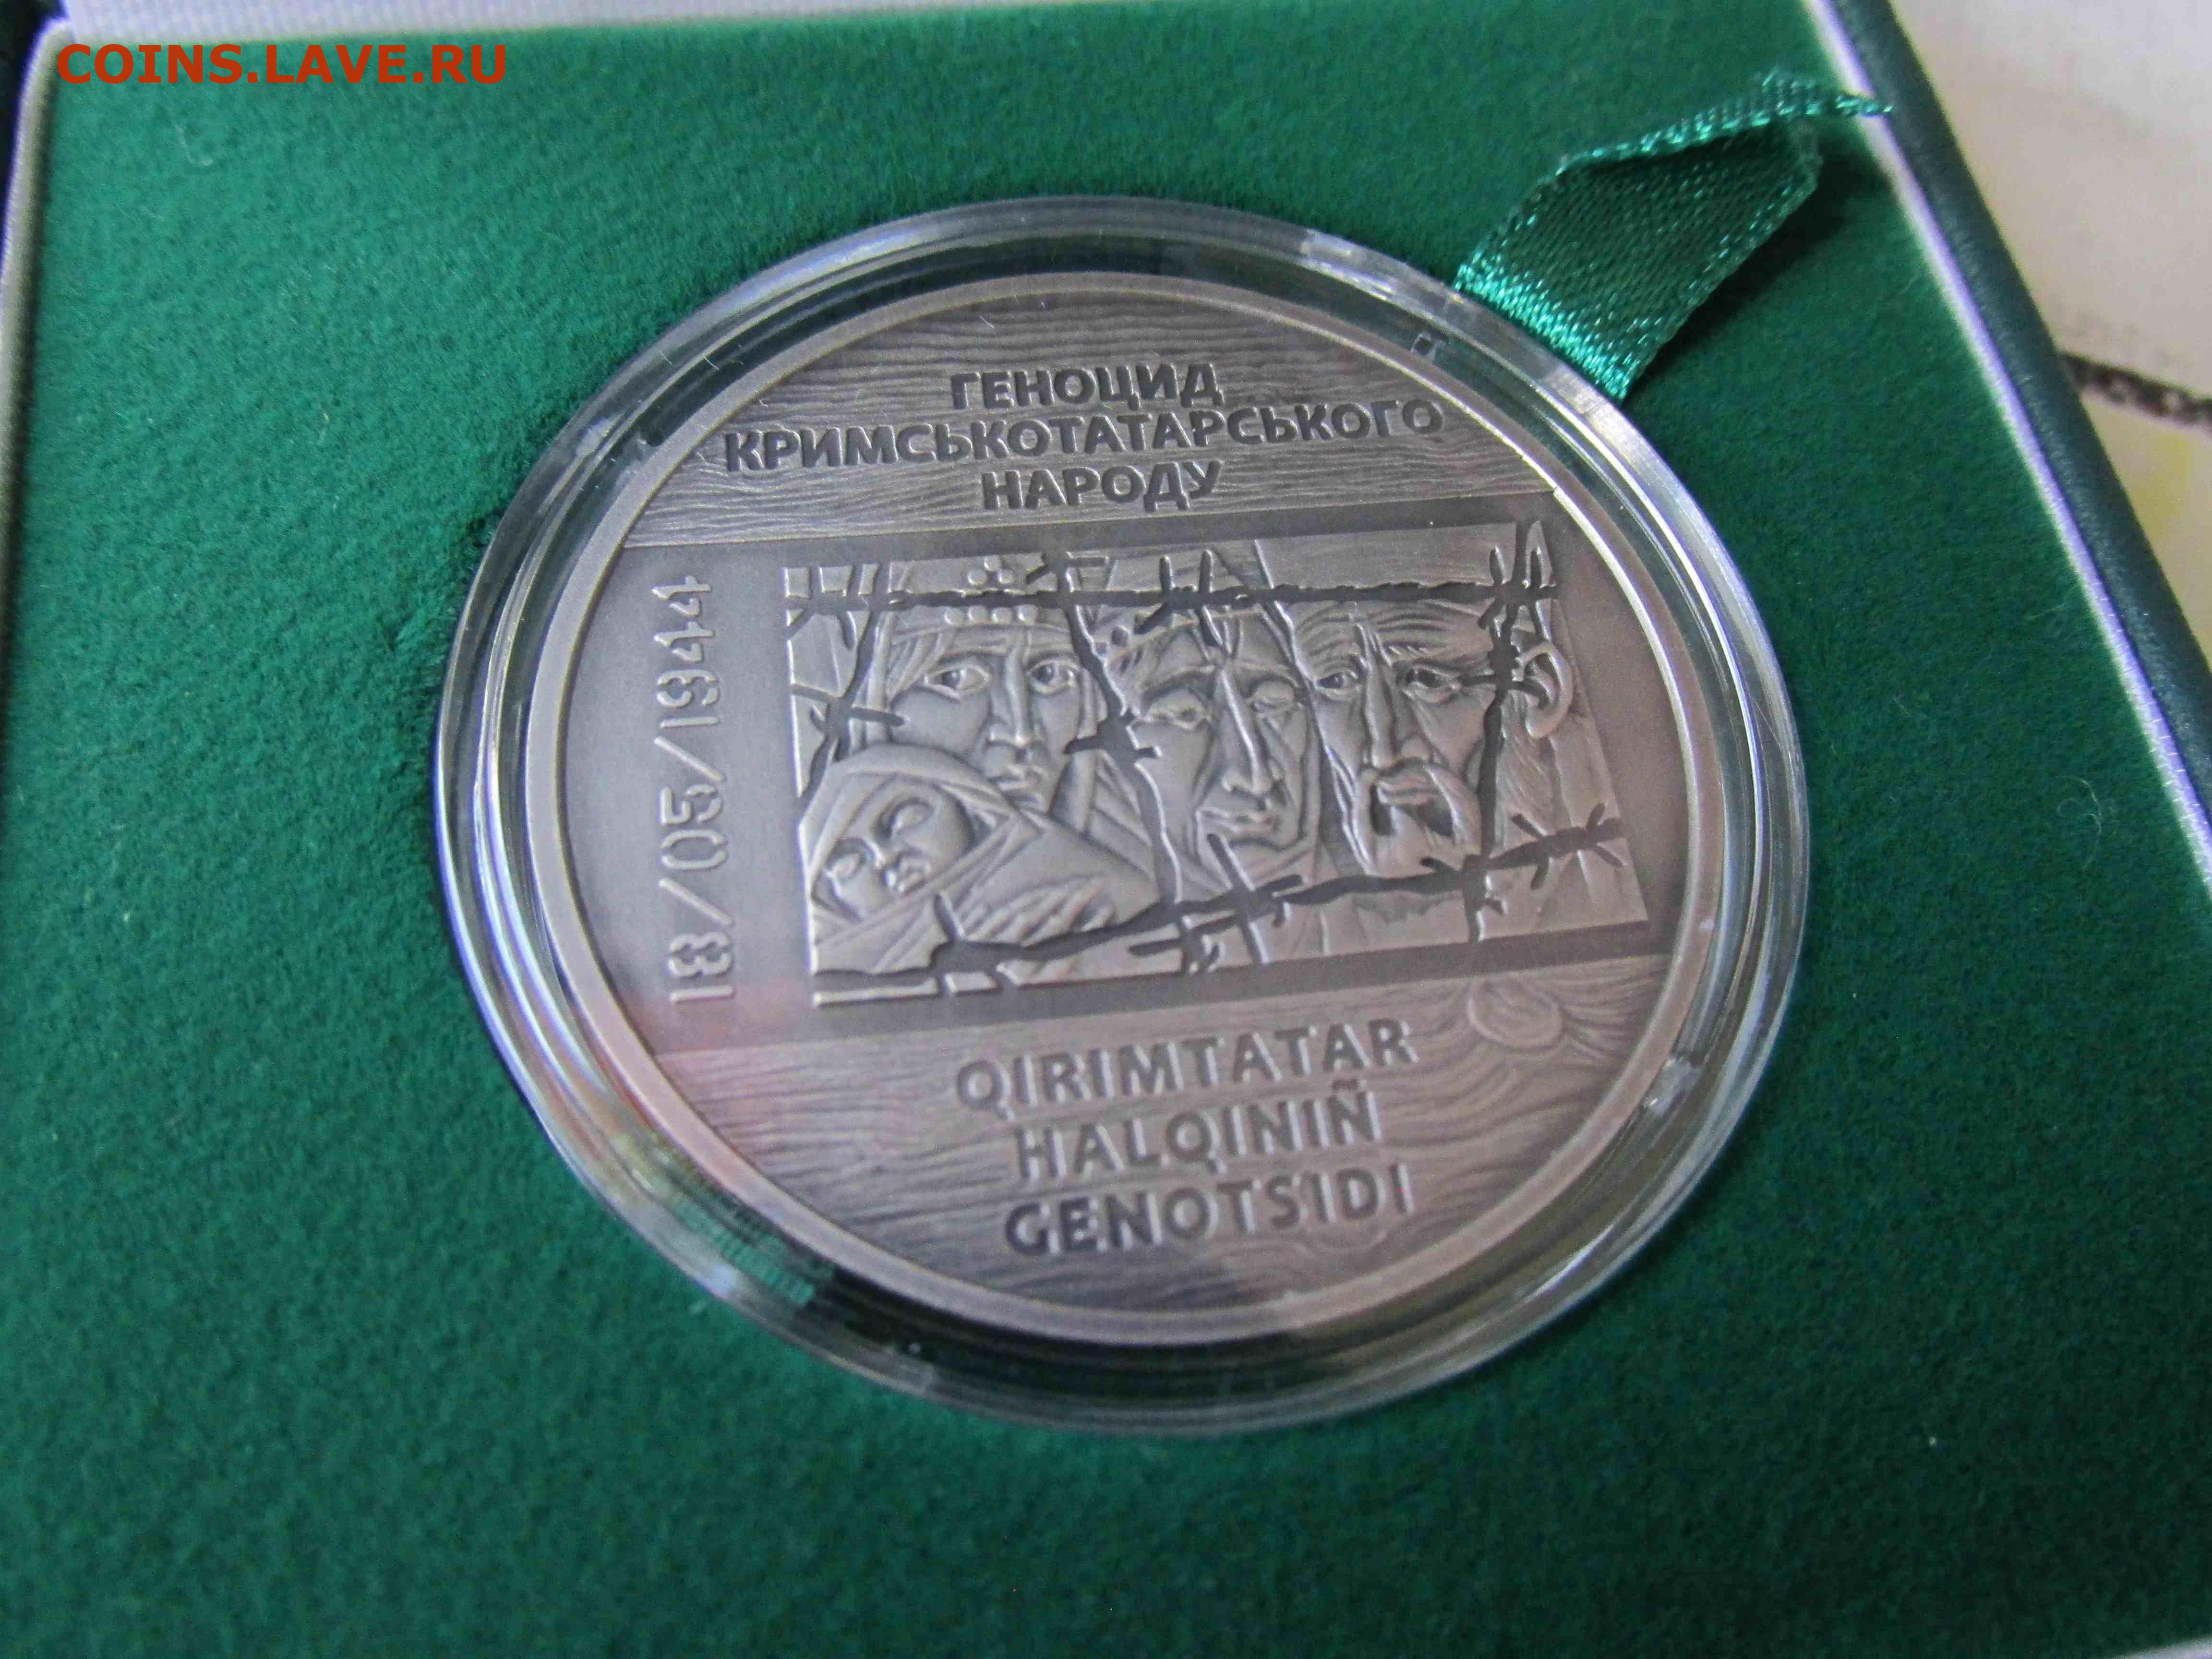 COINS.LAVE.RU
ГЕНОЦИД
КРИМСЬКОТАТАРСЬКОГО
НАРОДУ
18/05/1944
QIRIMTATAR
HALQINIÑ
GENOTSIDI